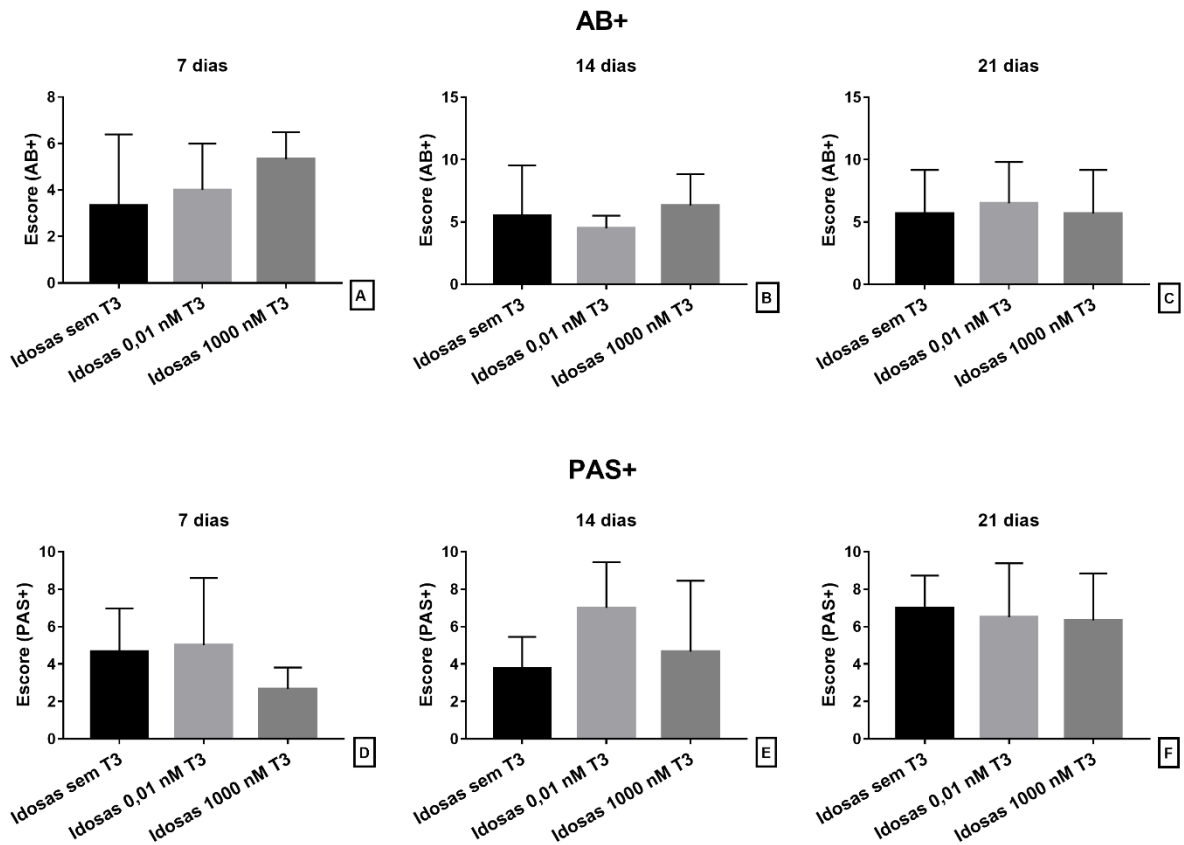 AB+
7 dias
14 dias
21 dias
Escore (AB+)
8
6
4
2
0
Idosas sem T3
Idosas 0,01 nM T3
Idosas 1000 nM T3
A
Escore (AB+)
15
10
5
0
Idosas sem T3
Idosas 0,01 nM T3
Idosas 1000 nM T3
B
Escore (AB+)
15
10
5
0
Idosas sem T3
Idosas 0,01 nM T3
Idosas 1000 nM T3
C
PAS+
7 dias
14 dias
21 dias
Escore (PAS+)
10
8
6
4
2
0
Idosas sem T3
Idosas 0,01 nM T3
Idosas 1000 nM T3
D
Escore (PAS+)
10
8
6
4
2
0
Idosas sem T3
Idosas 0,01 nM T3
Idosas 1000 nM T3
E
Escore (PAS+)
10
8
6
4
2
0
Idosas sem T3
Idosas 0,01 nM T3
Idosas 1000 nM T3
F